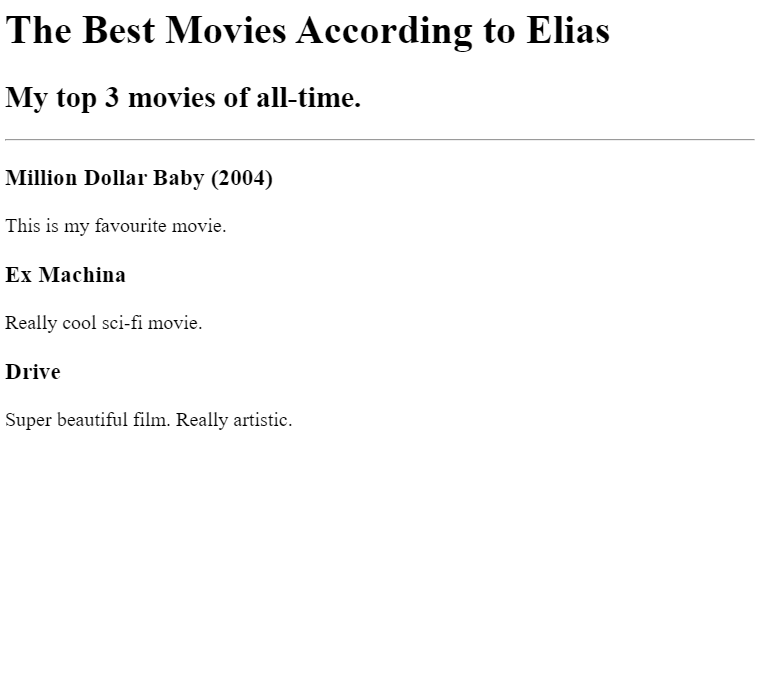 The Best Movies According to Elias
My top 3 movies of all-time.
Million Dollar Baby (2004)
This is my favourite movie.
Ex Machina
Really cool sci-fi movie.
Drive
Super beautiful film. Really artistic.